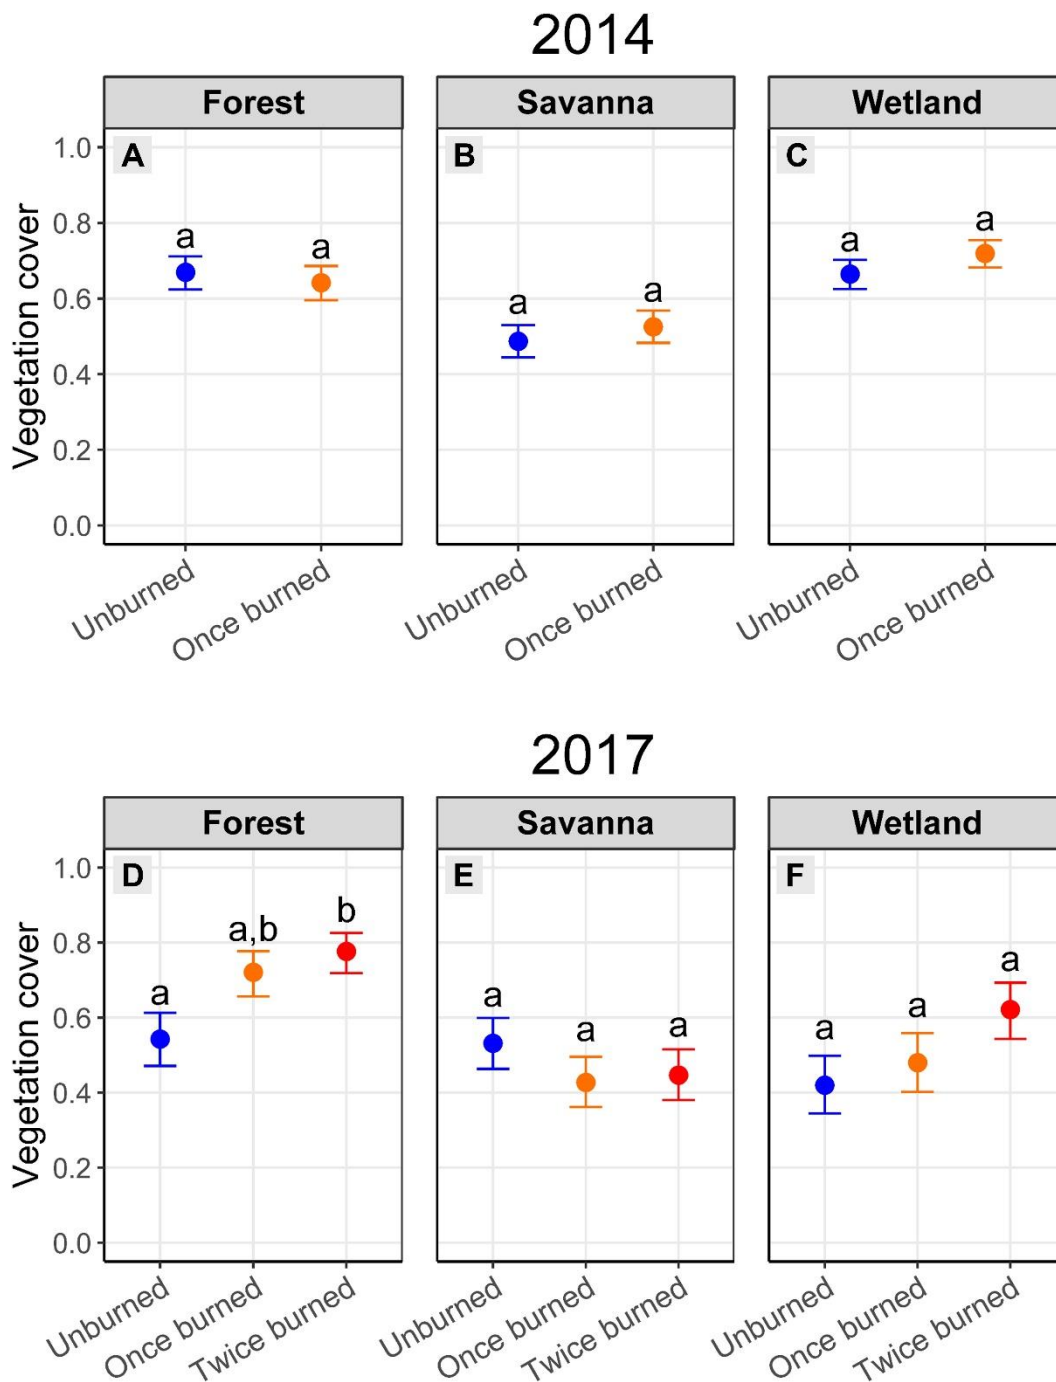 2014
Forest Savanna Wetland
A B C
Vegetation cover
1.0
0.8
0.6
0.4
0.2
0.0
a a a a a a
Unburned Once burned Unburned Once burned Unburned Once burned
2017
Forest Savanna Wetland
D E F
Vegetation cover
1.0
0.8
0.6
0.4
0.2
0.0
a a,b b a a a a a a
Unburned Once burned Twice burned Unburned Once burned Twice burned Unburned Once burned Twice burned